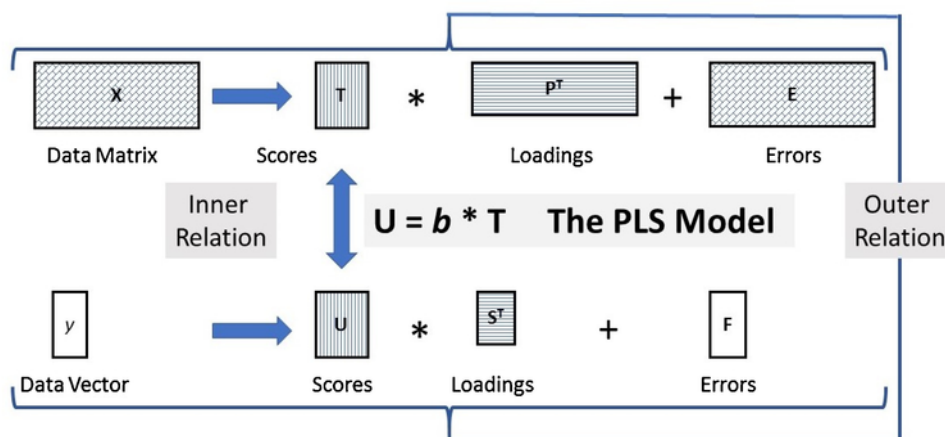 X T * Pᵀ + E
Data Matrix Scores Loadings Errors
Inner
Relation
U = b * T The PLS Model
Outer
Relation
y U * Sᵀ + F
Data Vector Scores Loadings Errors